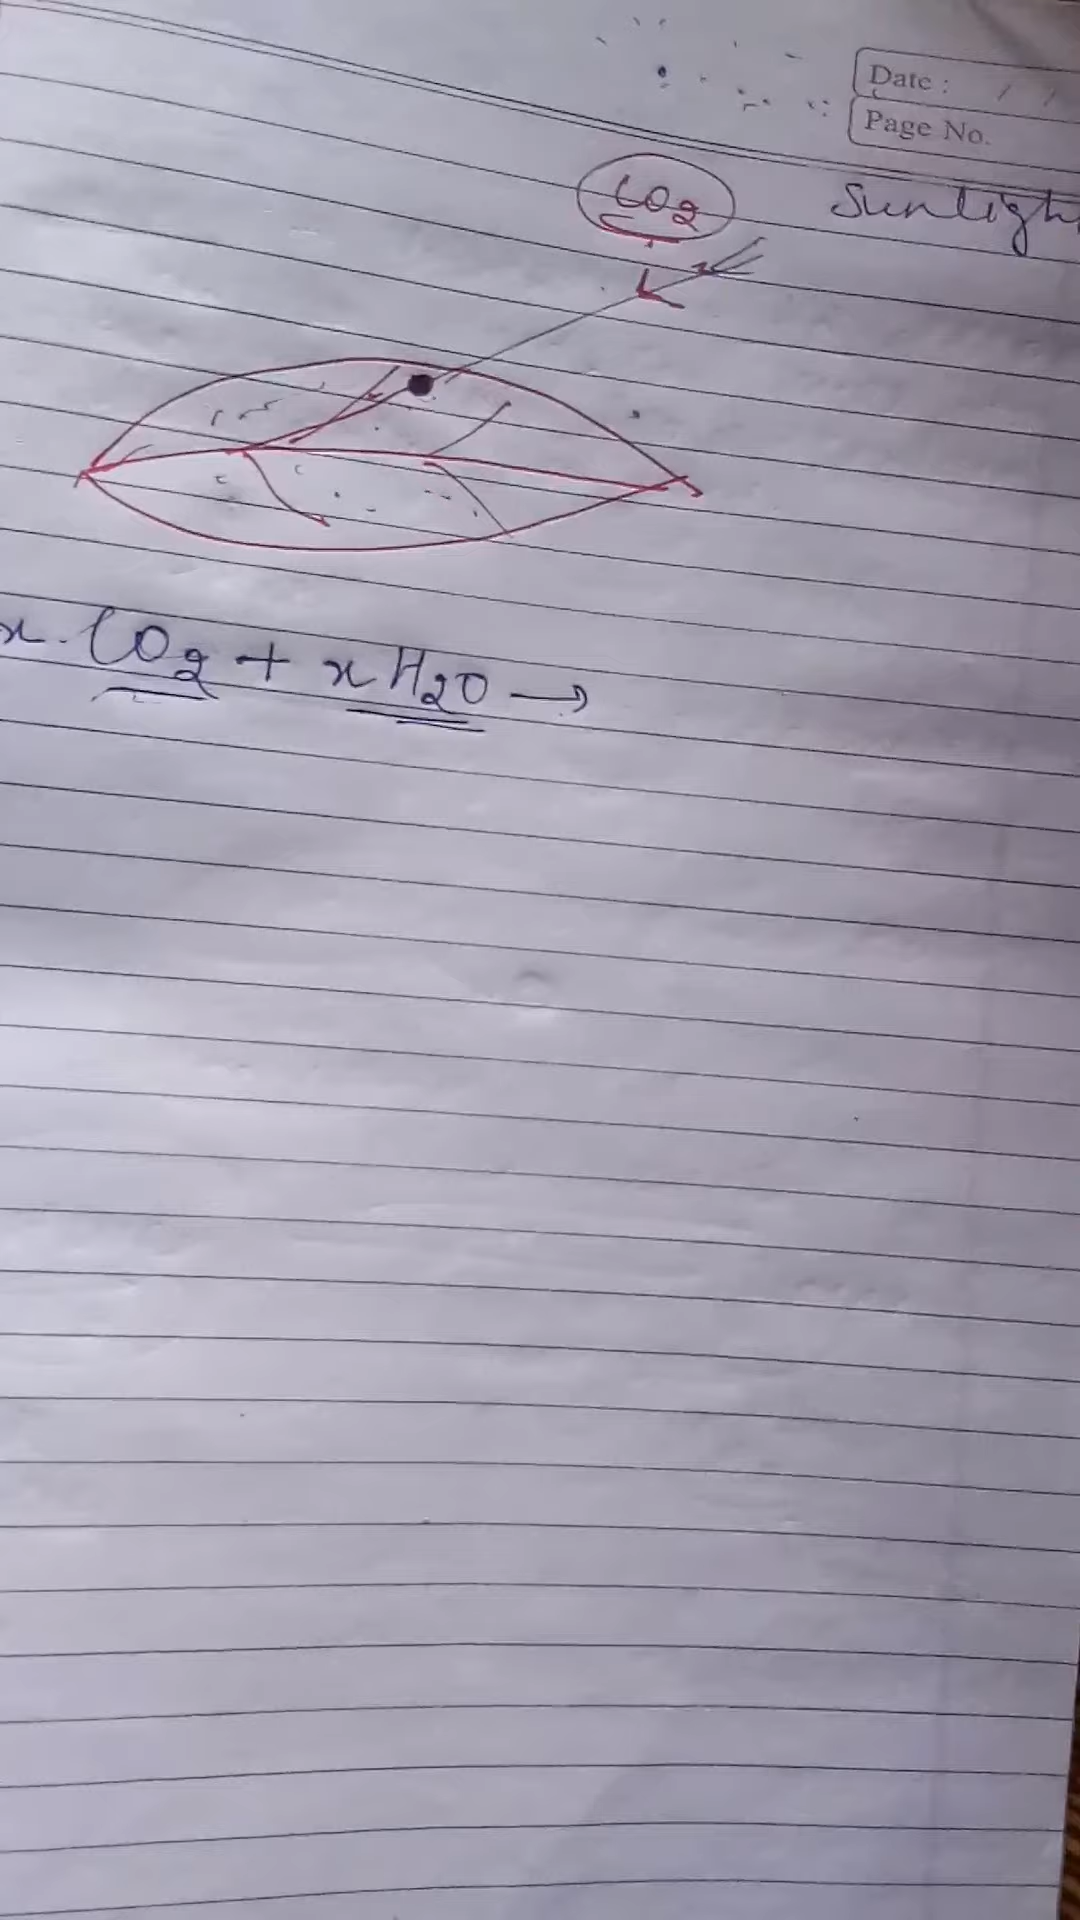 Date : / /
Page No.
CO2 Sunligh
x. CO2 + x H2O →